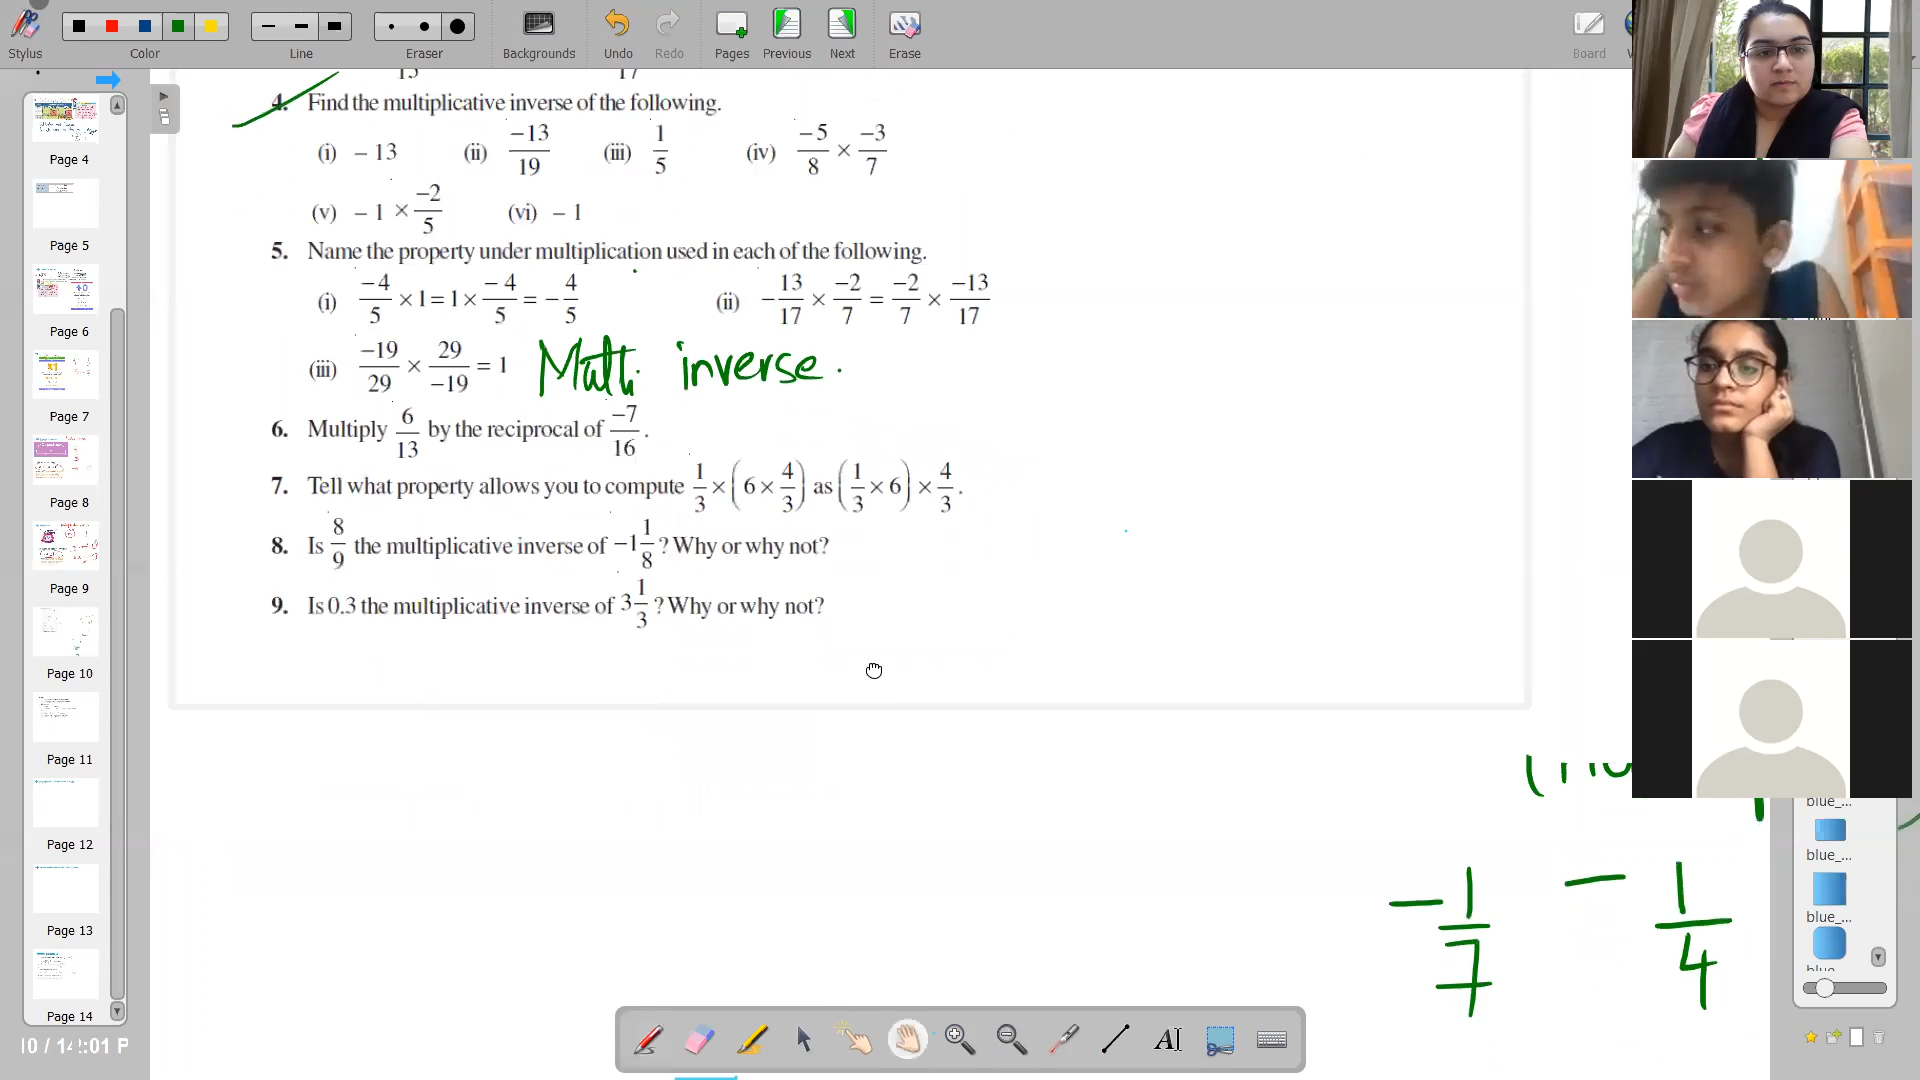 Stylus Color Line Eraser Backgrounds Undo Redo Pages Previous Next Erase Board
Page 4
Page 5
Page 6
Page 7
Page 8
Page 9
Page 10
Page 11
Page 12
Page 13
Page 14
4. Find the multiplicative inverse of the following.
(i) – 13 (ii) −13/19 (iii) 1/5 (iv) −5/8 × −3/7
(v) – 1 × −2/5 (vi) – 1
5. Name the property under multiplication used in each of the following.
(i) −4/5 × 1 = 1 × −4/5 = −4/5 (ii) −13/17 × −2/7 = −2/7 × −13/17
(iii) −19/29 × 29/−19 = 1 Multi. inverse.
6. Multiply 6/13 by the reciprocal of −7/16.
7. Tell what property allows you to compute 1/3 × (6 × 4/3) as (1/3 × 6) × 4/3.
8. Is 8/9 the multiplicative inverse of −1 1/8? Why or why not?
9. Is 0.3 the multiplicative inverse of 3 1/3? Why or why not?
−1/7 − 1/4
blue_...
blue_...
blue_...